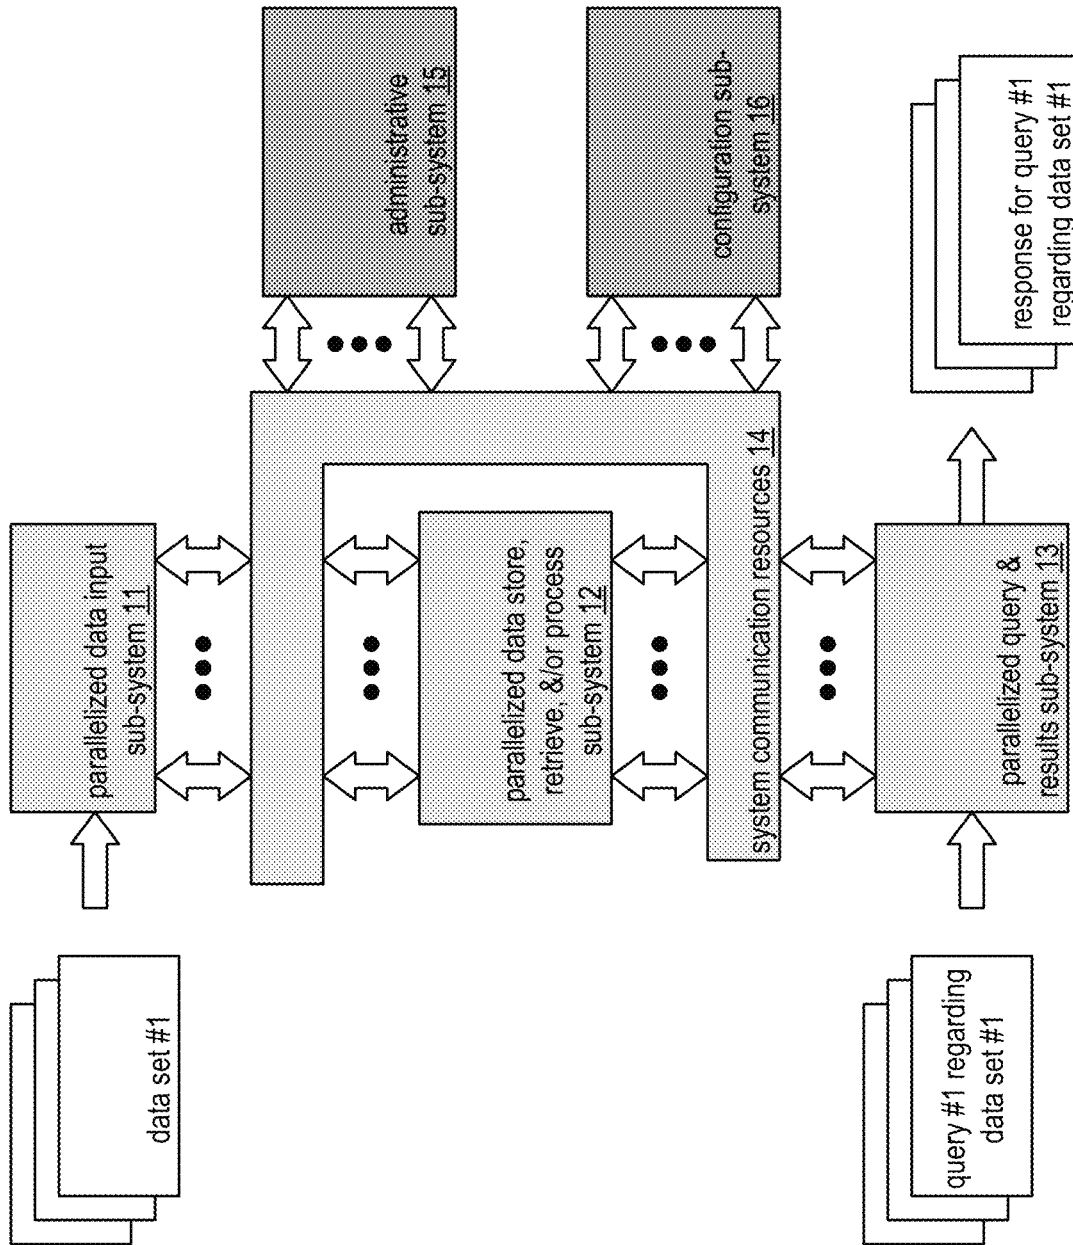 data set #1
parallelized data input
sub-system 11
administrative
sub-system 15
parallelized data store,
retrieve, &/or process
sub-system 12
system communication resources 14
configuration sub-
system 16
query #1 regarding
data set #1
parallelized query &
results sub-system 13
response for query #1
regarding data set #1